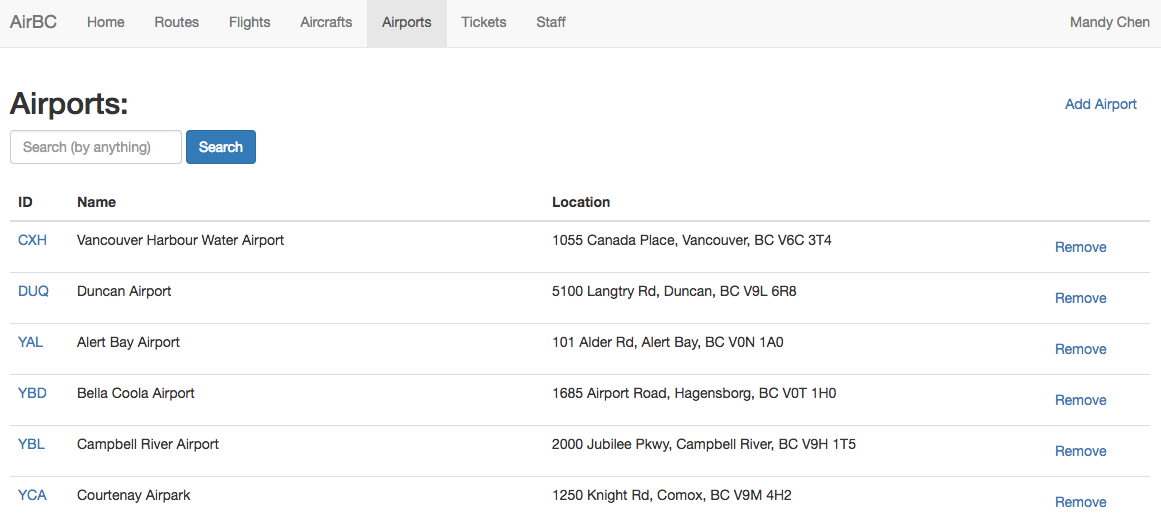 AirBC Home Routes Flights Aircrafts Airports Tickets Staff Mandy Chen
Airports: Add Airport
Search (by anything) Search
ID Name Location
CXH Vancouver Harbour Water Airport 1055 Canada Place, Vancouver, BC V6C 3T4 Remove
DUQ Duncan Airport 5100 Langtry Rd, Duncan, BC V9L 6R8 Remove
YAL Alert Bay Airport 101 Alder Rd, Alert Bay, BC V0N 1A0 Remove
YBD Bella Coola Airport 1685 Airport Road, Hagensborg, BC V0T 1H0 Remove
YBL Campbell River Airport 2000 Jubilee Pkwy, Campbell River, BC V9H 1T5 Remove
YCA Courtenay Airpark 1250 Knight Rd, Comox, BC V9M 4H2 Remove